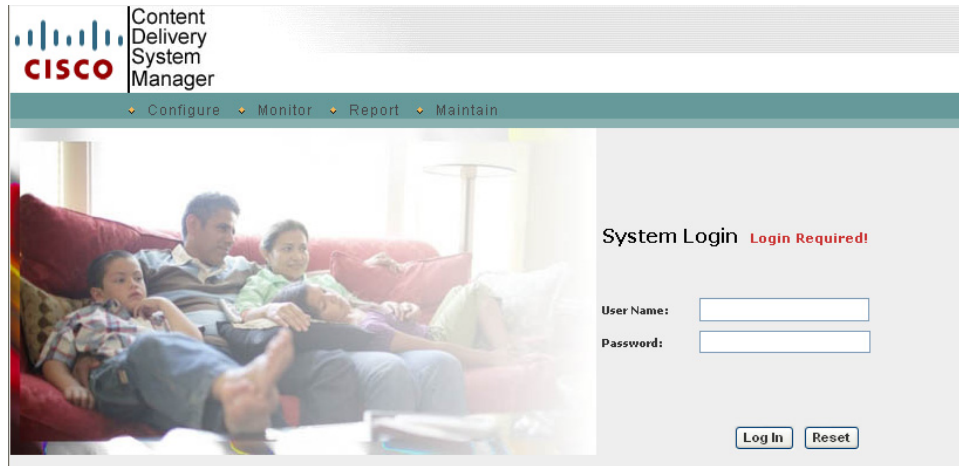 Content
Delivery
System
Manager
CISCO
Configure Monitor Report Maintain
System Login Login Required!
User Name:
Password:
Log In Reset